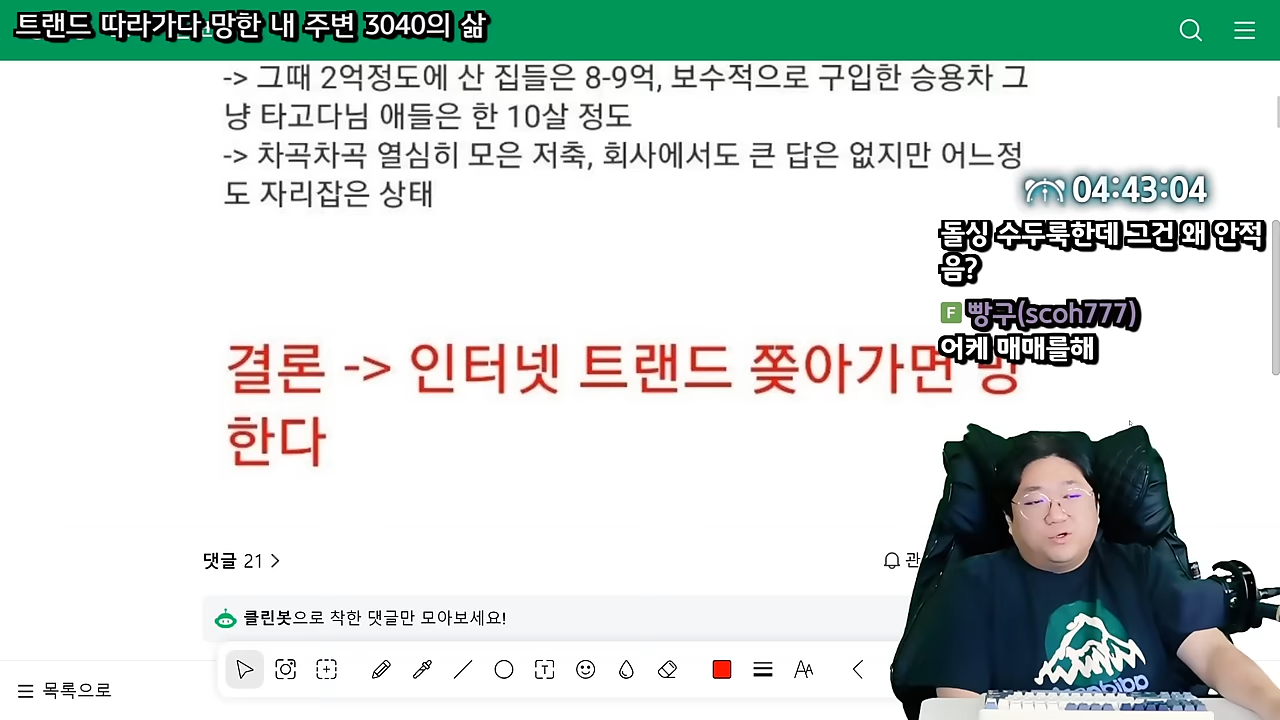 트랜드 따라가다 망한 내 주변 3040의 삶
-> 그때 2억정도에 산 집들은 8-9억, 보수적으로 구입한 승용차 그
냥 타고다님 애들은 한 10살 정도
-> 차곡차곡 열심히 모은 저축, 회사에서도 큰 답은 없지만 어느정
도 자리잡은 상태
04:43:04
돌싱 수두룩한데 그건 왜 안적
음?
F 빵구(scoh777)
어케 매매를해
결론 -> 인터넷 트랜드 쫒아가면 망
한다
댓글 21
관
클린봇으로 착한 댓글만 모아보세요!
목록으로